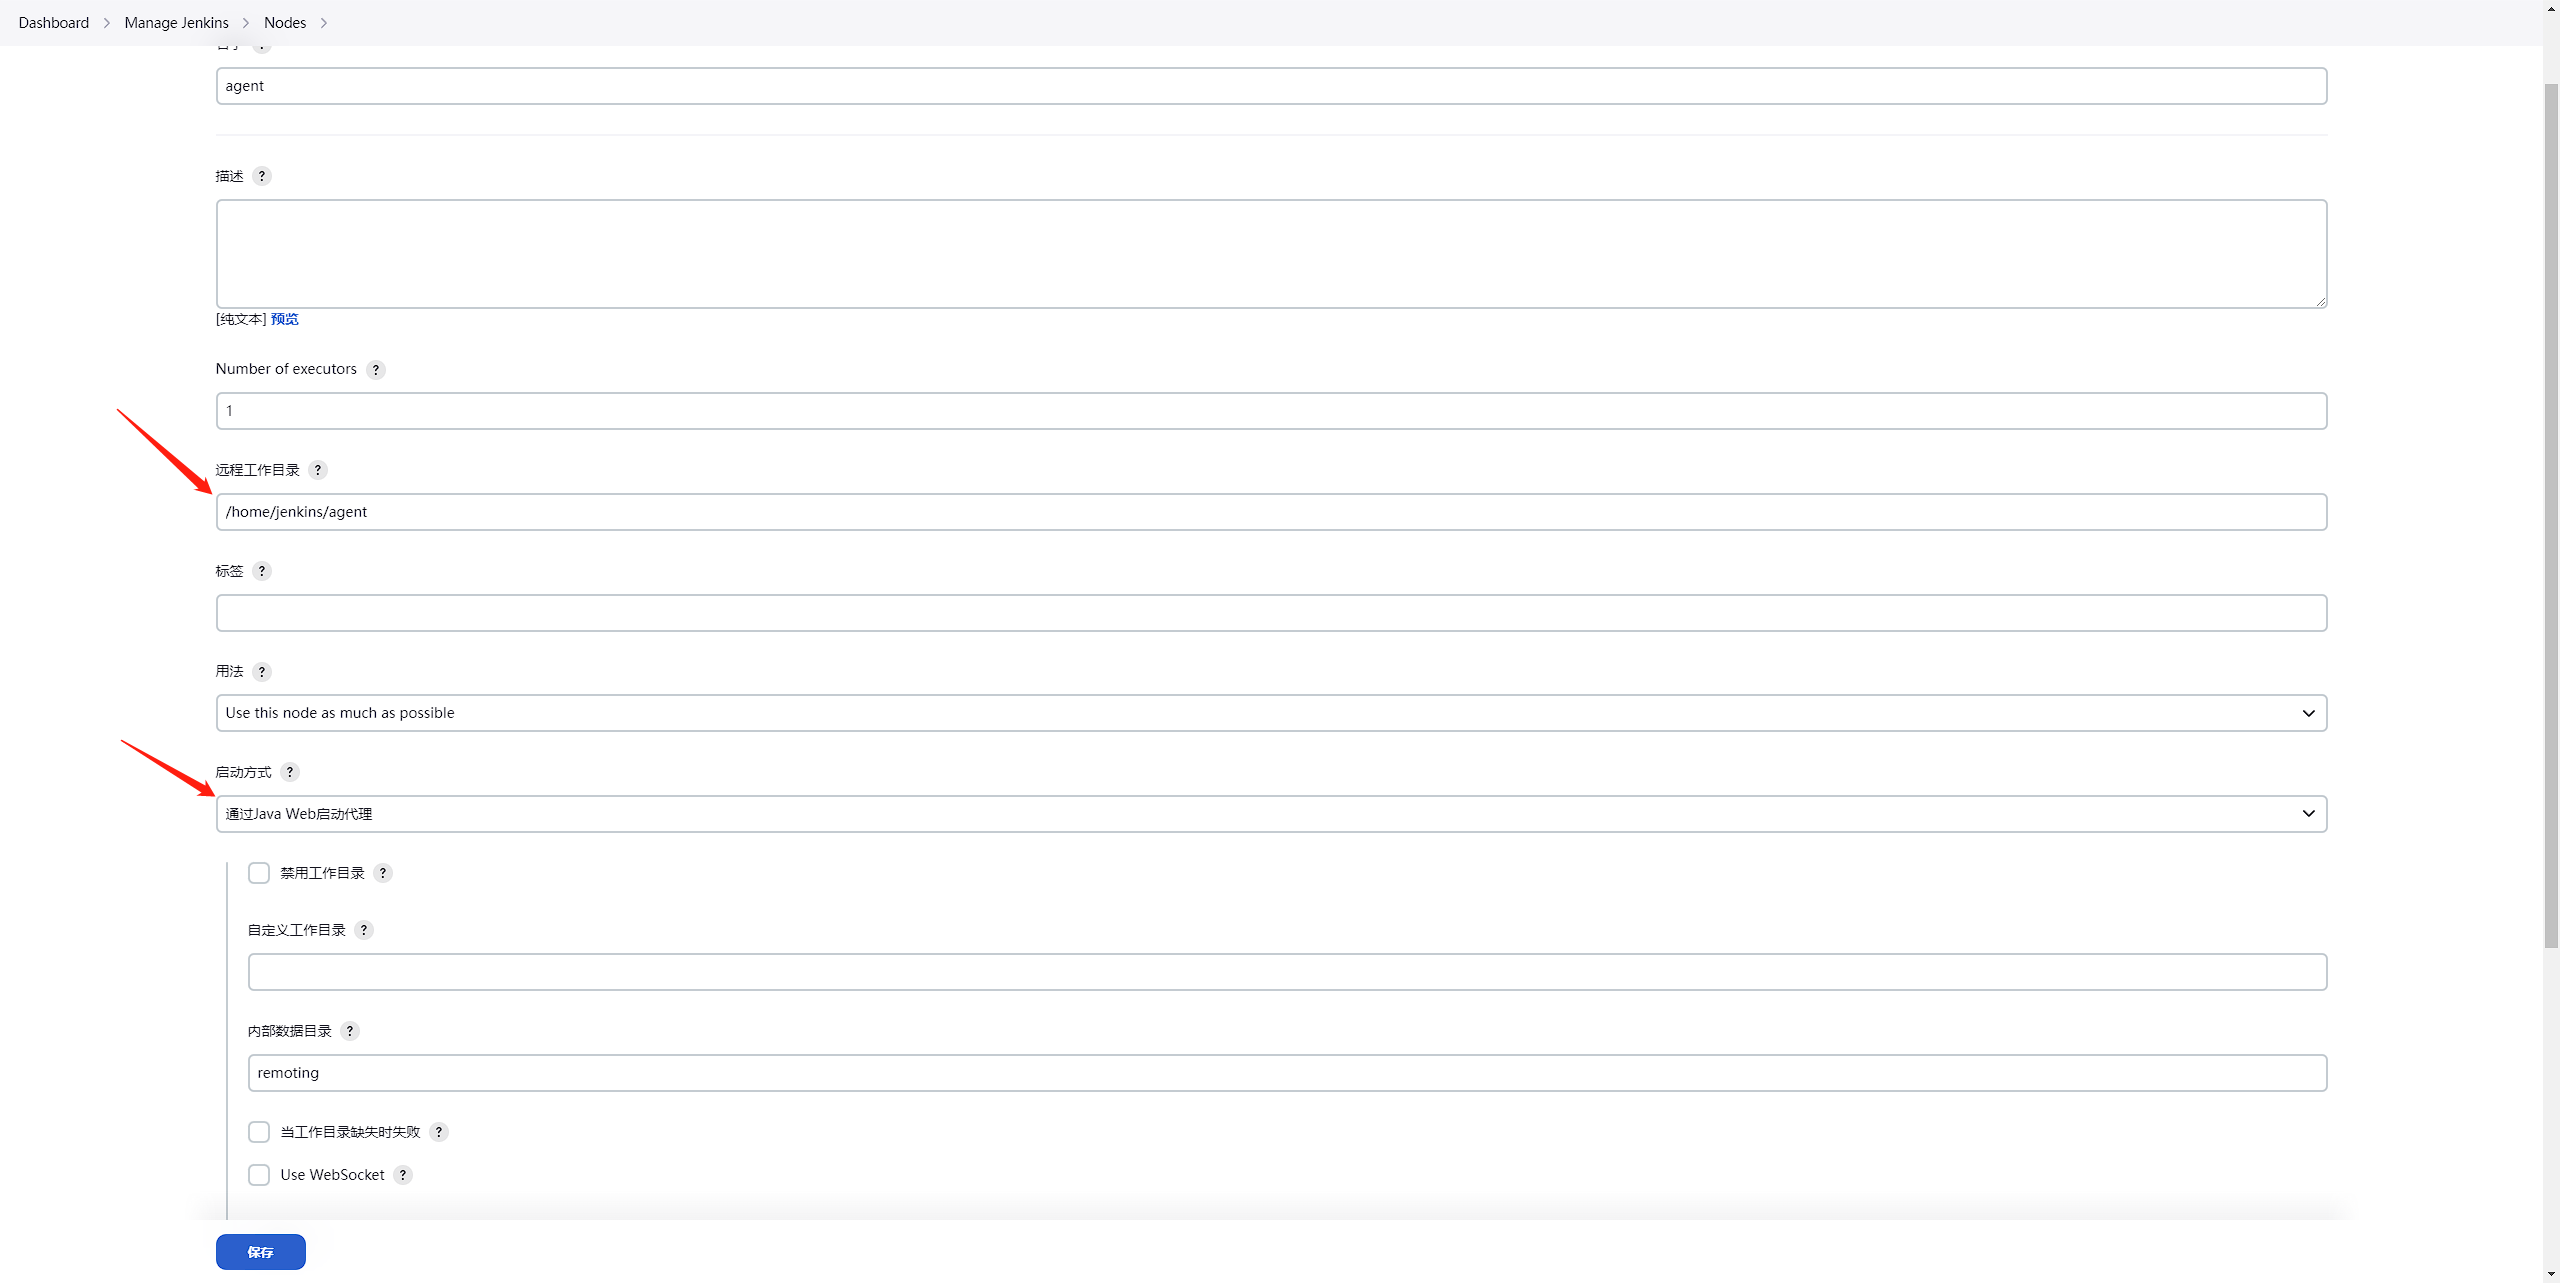 Dashboard > Manage Jenkins > Nodes >
agent
描述 ?
[纯文本] 预览
Number of executors ?
1
远程工作目录 ?
/home/jenkins/agent
标签 ?
用法 ?
Use this node as much as possible
启动方式 ?
通过Java Web启动代理
禁用工作目录 ?
自定义工作目录 ?
内部数据目录 ?
remoting
当工作目录缺失时失败 ?
Use WebSocket ?
保存